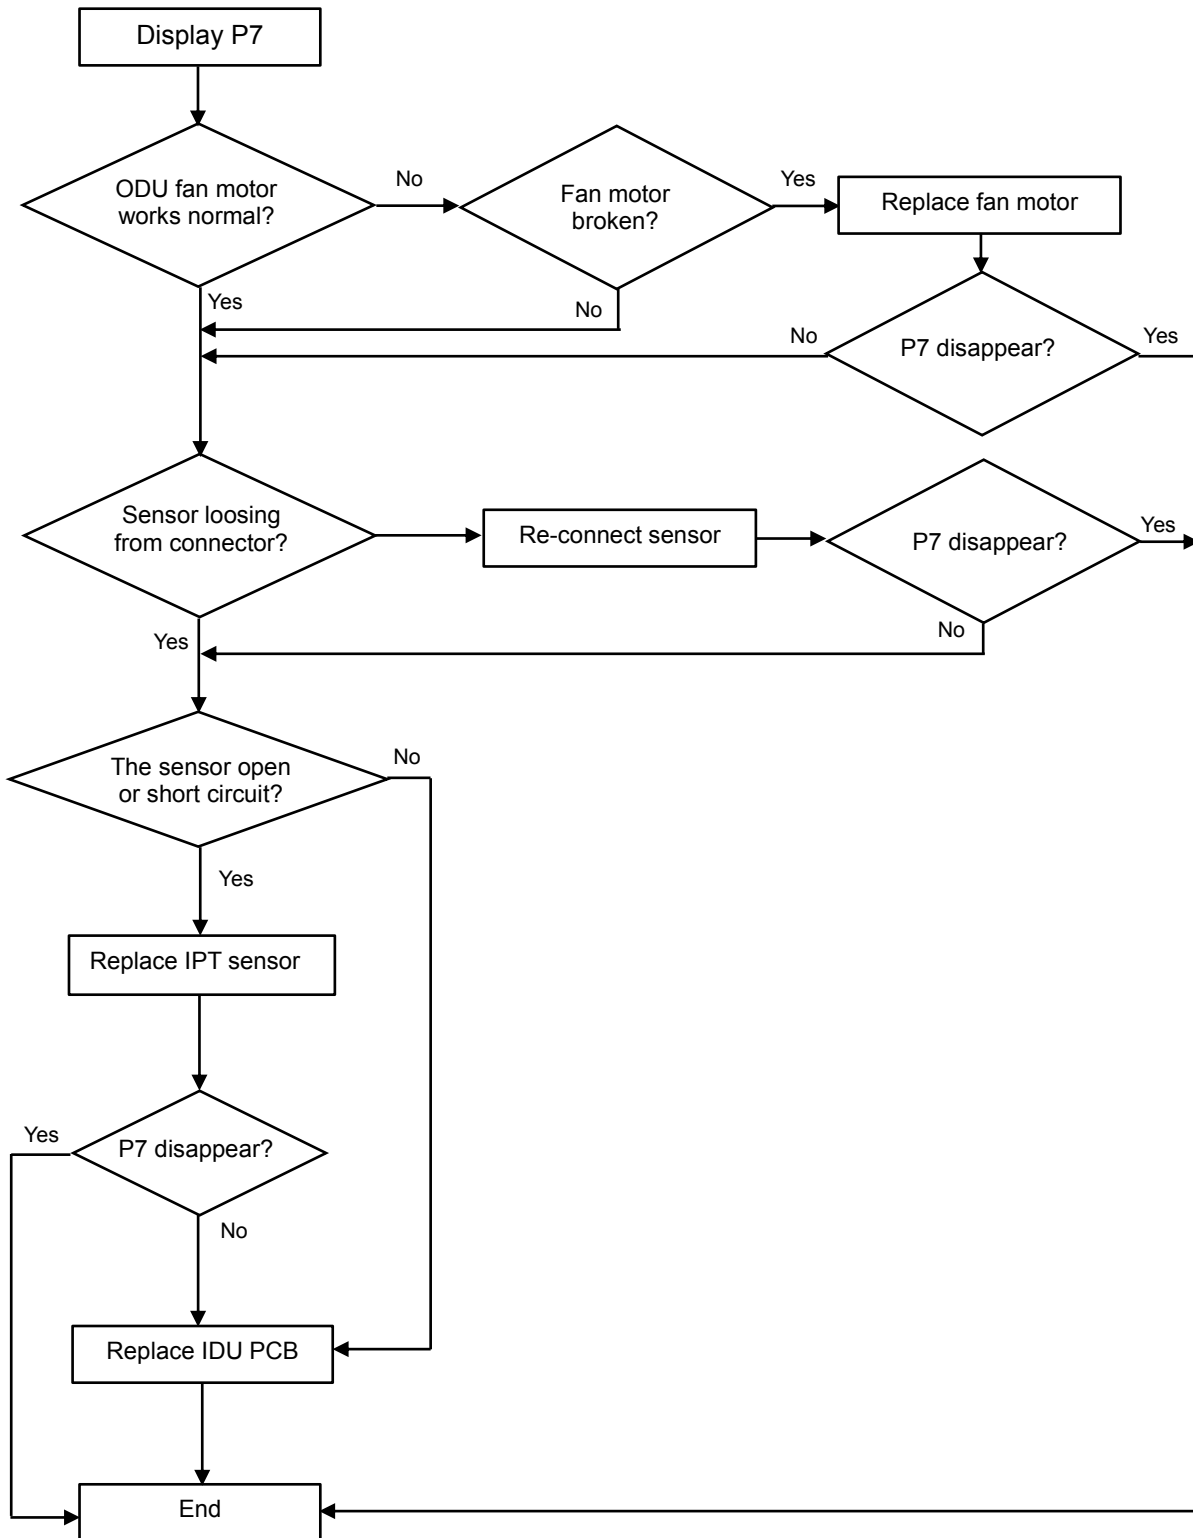 Display P7
ODU fan motor
works normal?
No
Fan motor
broken?
Yes
Replace fan motor
Yes
No
No
P7 disappear?
Yes
Sensor loosing
from connector?
Re-connect sensor
P7 disappear?
Yes
Yes
No
The sensor open
or short circuit?
No
Yes
Replace IPT sensor
Yes
P7 disappear?
No
Replace IDU PCB
End